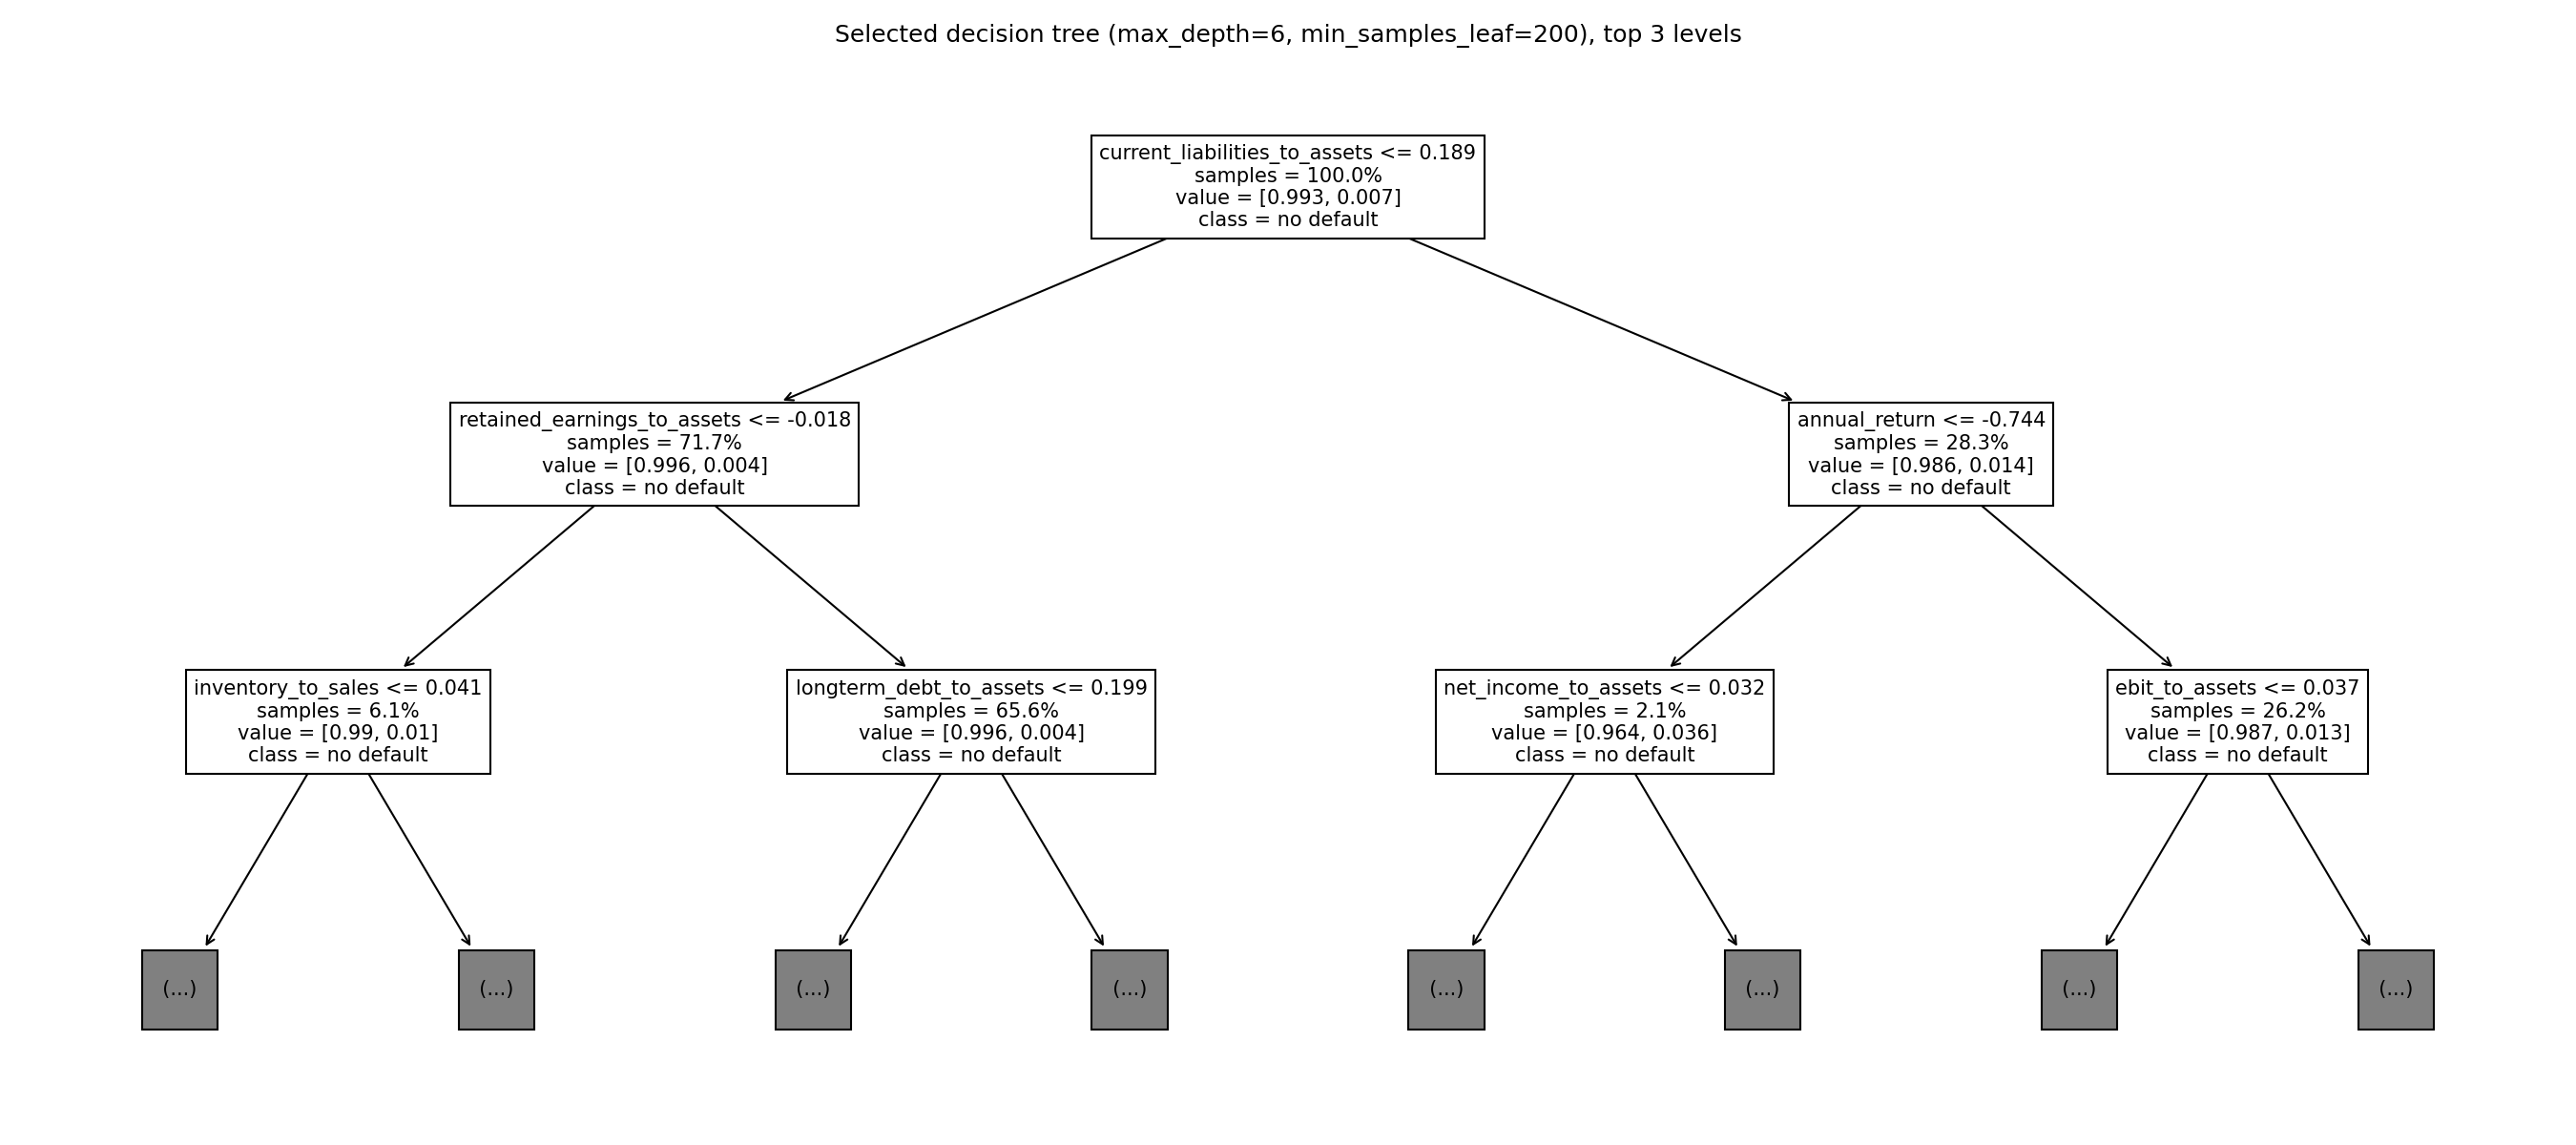 Selected decision tree (max_depth=6, min_samples_leaf=200), top 3 levels
current_liabilities_to_assets <= 0.189
samples = 100.0%
value = [0.993, 0.007]
class = no default
retained_earnings_to_assets <= -0.018
samples = 71.7%
value = [0.996, 0.004]
class = no default
annual_return <= -0.744
samples = 28.3%
value = [0.986, 0.014]
class = no default
inventory_to_sales <= 0.041
samples = 6.1%
value = [0.99, 0.01]
class = no default
longterm_debt_to_assets <= 0.199
samples = 65.6%
value = [0.996, 0.004]
class = no default
net_income_to_assets <= 0.032
samples = 2.1%
value = [0.964, 0.036]
class = no default
ebit_to_assets <= 0.037
samples = 26.2%
value = [0.987, 0.013]
class = no default
(...)
(...)
(...)
(...)
(...)
(...)
(...)
(...)